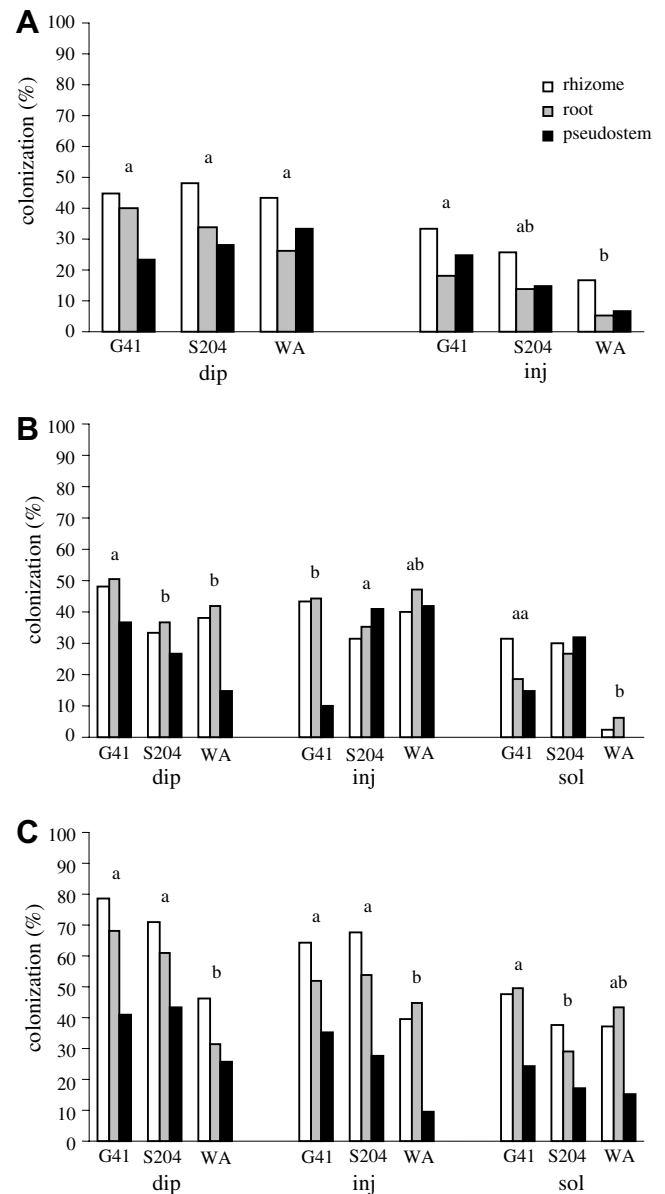 A
colonization (%)
100
90
80
70
60
50
40
30
20
10
0
rhizome
root
pseudostem
a a a a ab b
G41 S204 WA G41 S204 WA
dip inj
B
colonization (%)
100
90
80
70
60
50
40
30
20
10
0
a b b b a ab aa b
G41 S204 WA G41 S204 WA G41 S204 WA
dip inj sol
C
colonization (%)
100
90
80
70
60
50
40
30
20
10
0
a a b a a b a b ab
G41 S204 WA G41 S204 WA G41 S204 WA
dip inj sol